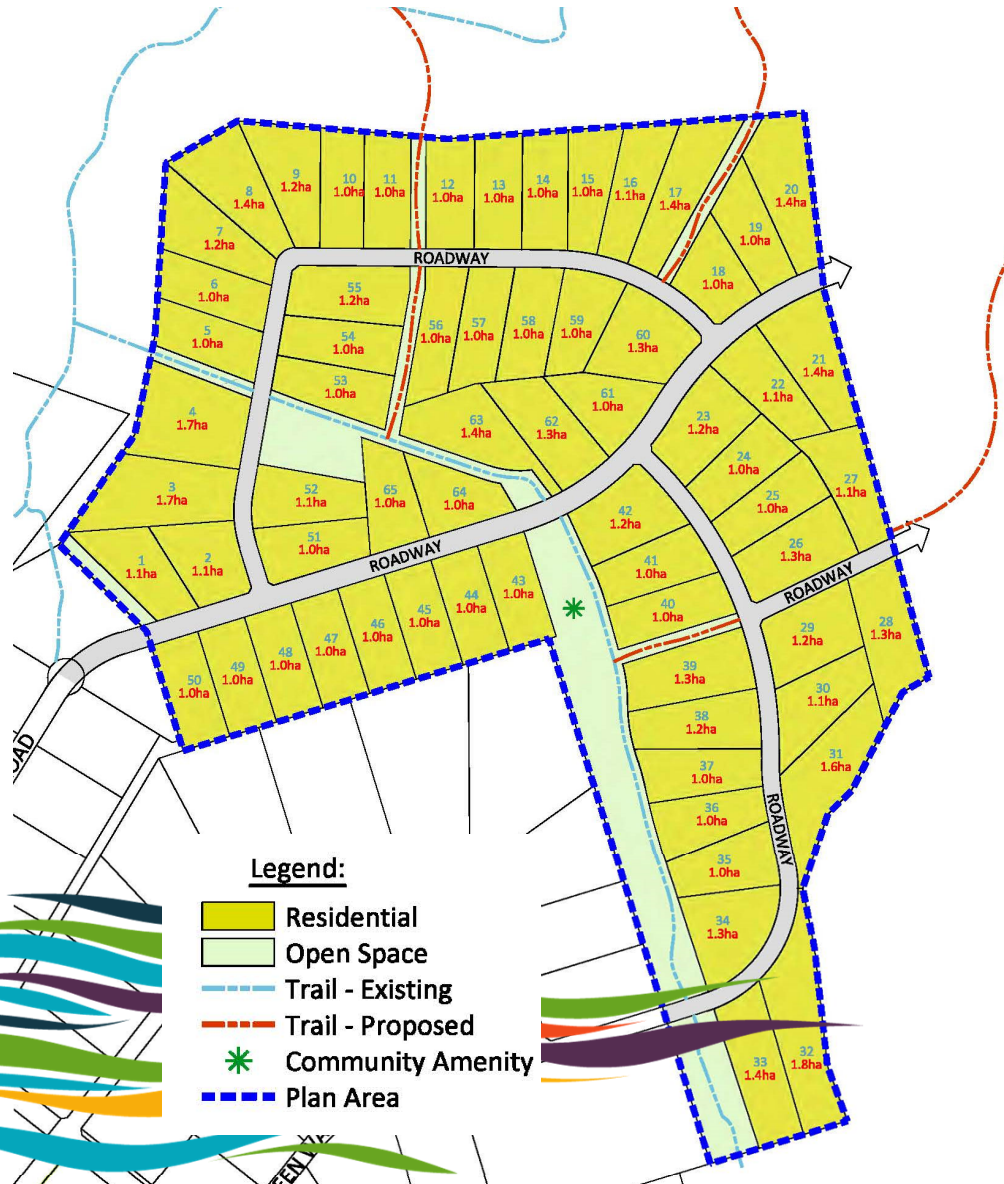 9
1.2ha
10
1.0ha
11
1.0ha
12
1.0ha
13
1.0ha
14
1.0ha
15
1.0ha
16
1.1ha
17
1.4ha
20
1.4ha
8
1.4ha
7
1.2ha
19
1.0ha
18
1.0ha
ROADWAY
6
1.0ha
55
1.2ha
5
1.0ha
54
1.0ha
56
1.0ha
57
1.0ha
58
1.0ha
59
1.0ha
60
1.3ha
21
1.4ha
22
1.1ha
53
1.0ha
61
1.0ha
4
1.7ha
63
1.4ha
62
1.3ha
23
1.2ha
24
1.0ha
27
1.1ha
3
1.7ha
52
1.1ha
65
1.0ha
64
1.0ha
25
1.0ha
42
1.2ha
26
1.3ha
1
1.1ha
2
1.1ha
51
1.0ha
ROADWAY
41
1.0ha
43
1.0ha
44
1.0ha
45
1.0ha
46
1.0ha
47
1.0ha
48
1.0ha
49
1.0ha
50
1.0ha
40
1.0ha
ROADWAY
29
1.2ha
28
1.3ha
39
1.3ha
30
1.1ha
38
1.2ha
31
1.6ha
37
1.0ha
36
1.0ha
ROADWAY
35
1.0ha
34
1.3ha
33
1.4ha
32
1.8ha
OAD
Legend:
Residential
Open Space
Trail - Existing
Trail - Proposed
Community Amenity
Plan Area